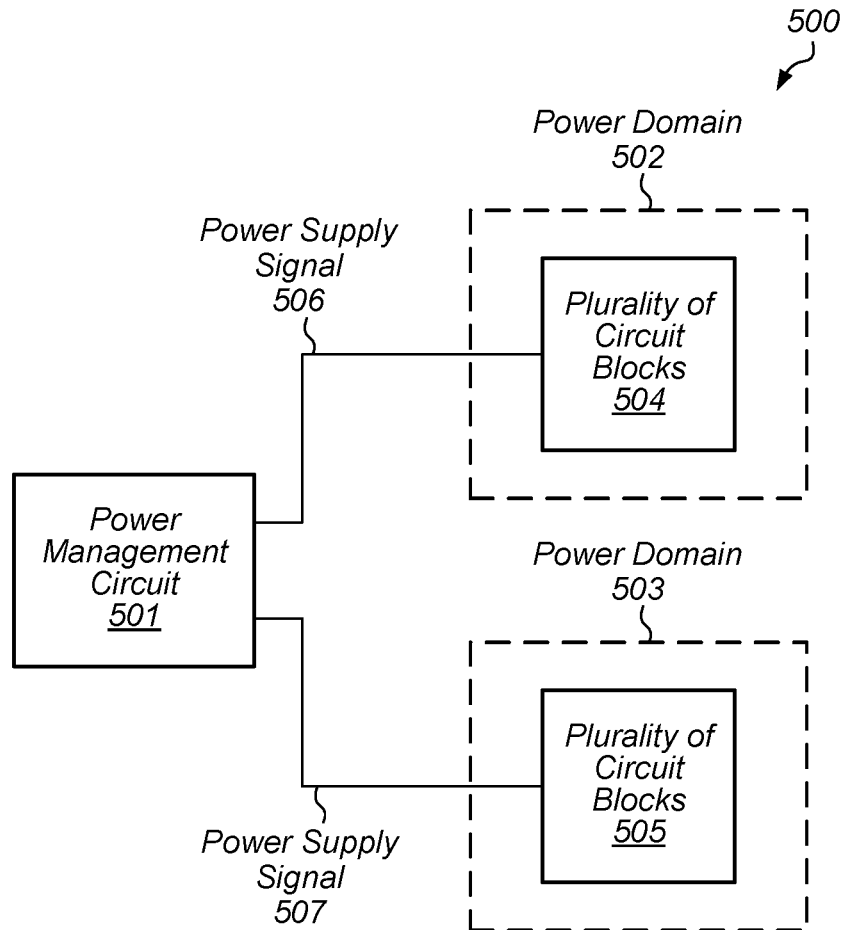 500
Power Domain
502
Power Supply
Signal
506
Plurality of
Circuit
Blocks
504
Power
Management
Circuit
501
Power Domain
503
Plurality of
Circuit
Blocks
505
Power Supply
Signal
507